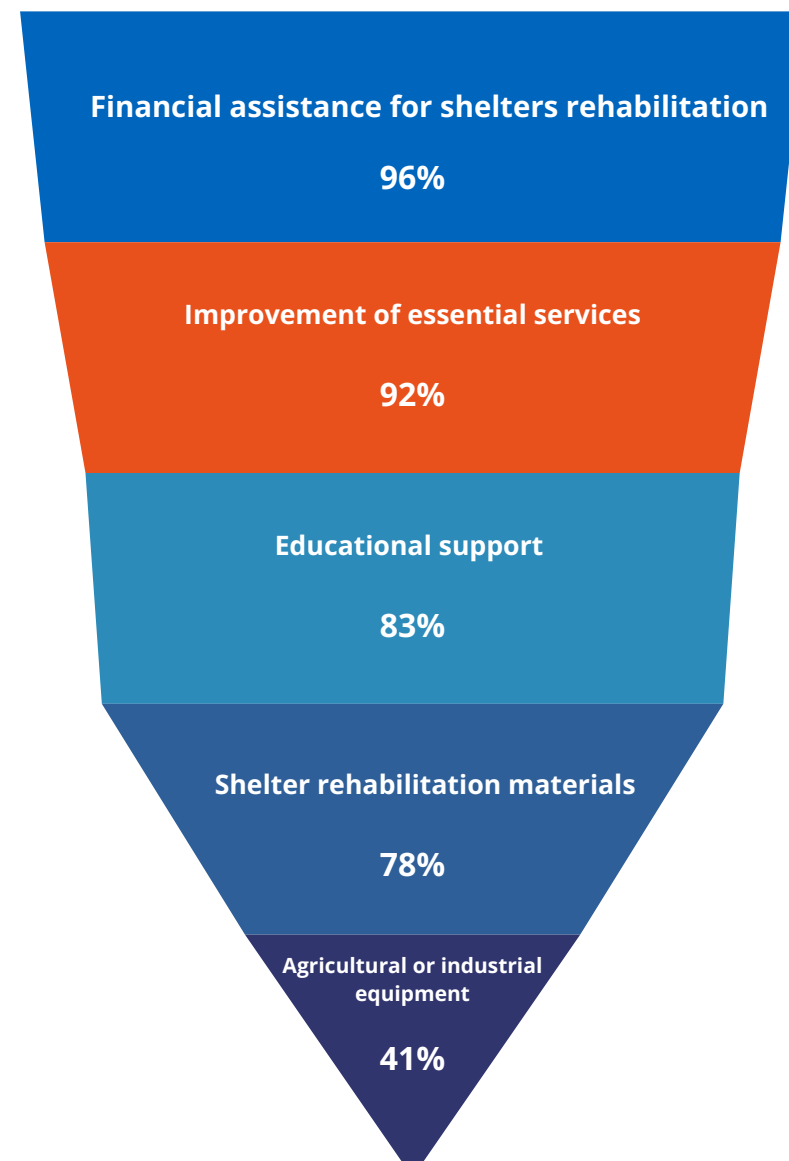 Financial assistance for shelters rehabilitation
96%
Improvement of essential services
92%
Educational support
83%
Shelter rehabilitation materials
78%
Agricultural or industrial
equipment
41%